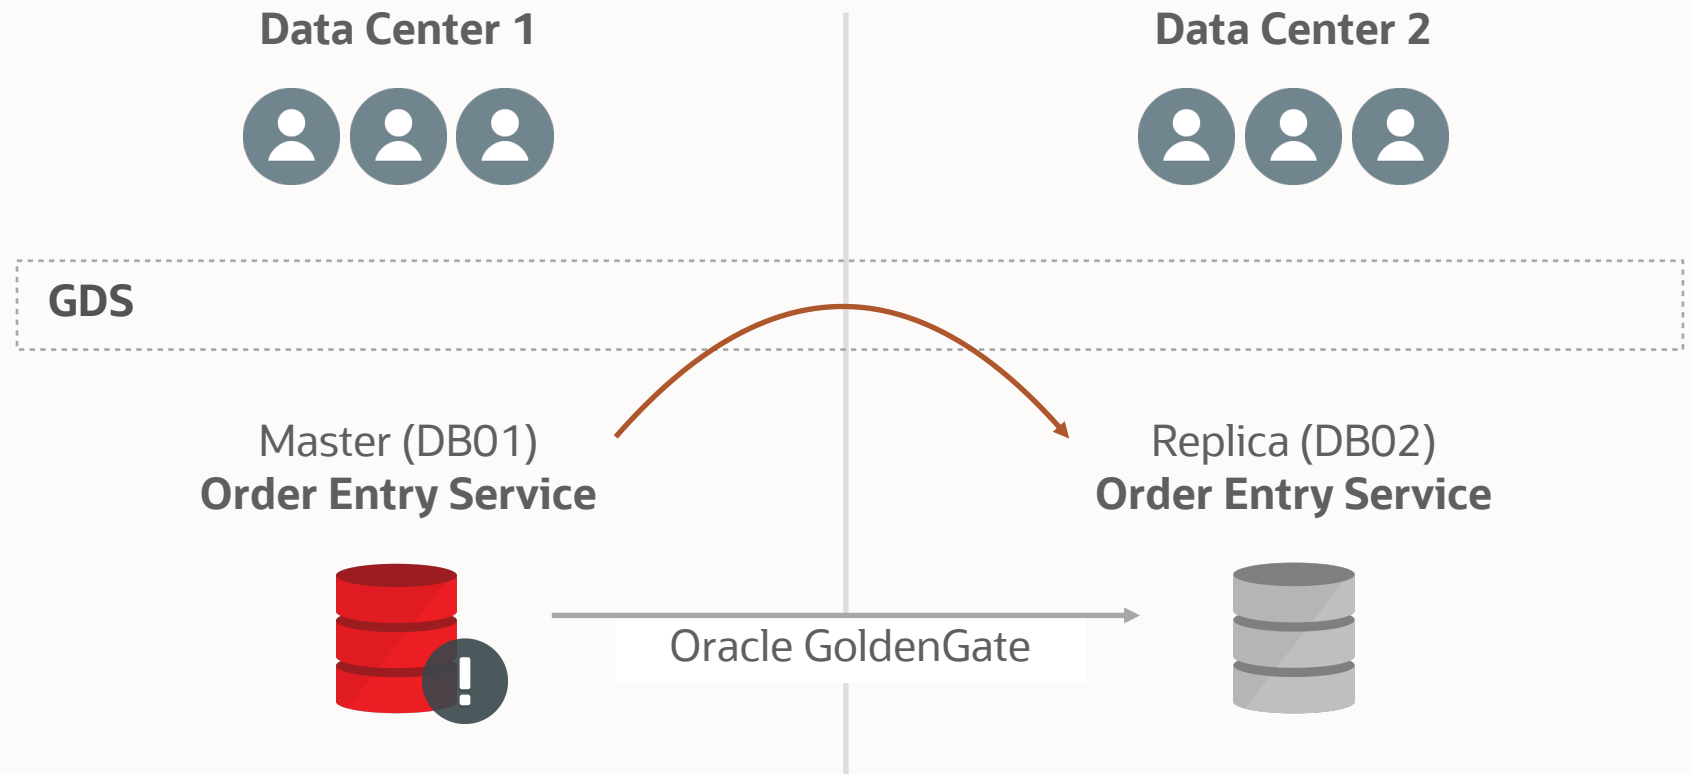 Data Center 1
Data Center 2
GDS
Master (DB01)
Order Entry Service
Replica (DB02)
Order Entry Service
Oracle GoldenGate
!